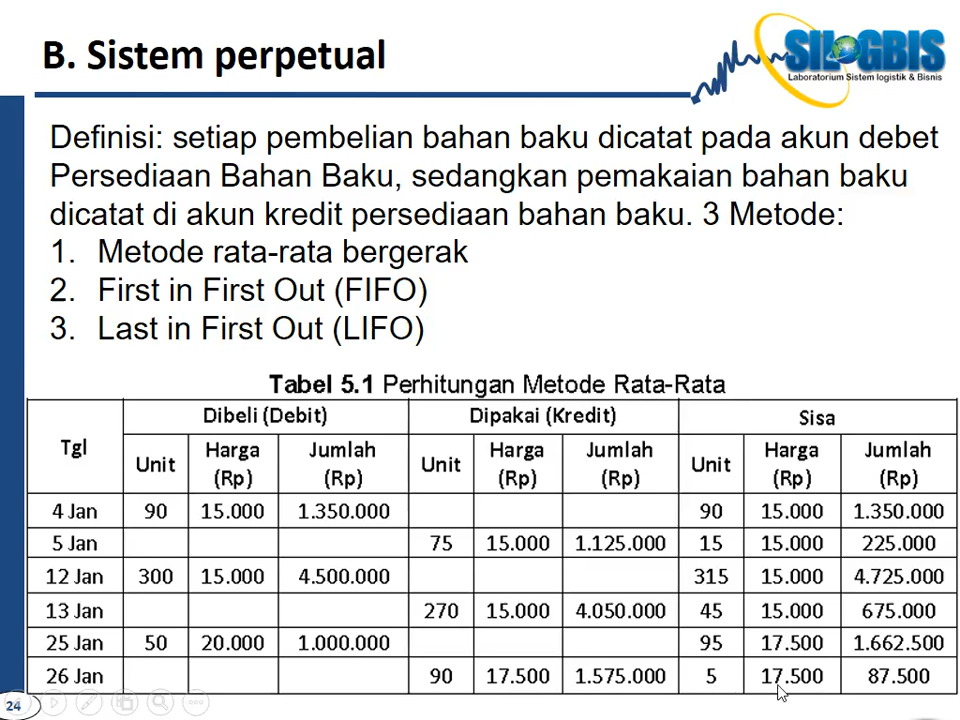 B. Sistem perpetual
SILOGBIS
Laboratorium Sistem logistik & Bisnis
Definisi: setiap pembelian bahan baku dicatat pada akun debet
Persediaan Bahan Baku, sedangkan pemakaian bahan baku
dicatat di akun kredit persediaan bahan baku. 3 Metode:
1. Metode rata-rata bergerak
2. First in First Out (FIFO)
3. Last in First Out (LIFO)
Tabel 5.1 Perhitungan Metode Rata-Rata
Tgl Dibeli (Debit) Dipakai (Kredit) Sisa
Unit Harga (Rp) Jumlah (Rp) Unit Harga (Rp) Jumlah (Rp) Unit Harga (Rp) Jumlah (Rp)
4 Jan 90 15.000 1.350.000 90 15.000 1.350.000
5 Jan 75 15.000 1.125.000 15 15.000 225.000
12 Jan 300 15.000 4.500.000 315 15.000 4.725.000
13 Jan 270 15.000 4.050.000 45 15.000 675.000
25 Jan 50 20.000 1.000.000 95 17.500 1.662.500
26 Jan 90 17.500 1.575.000 5 17.500 87.500
24